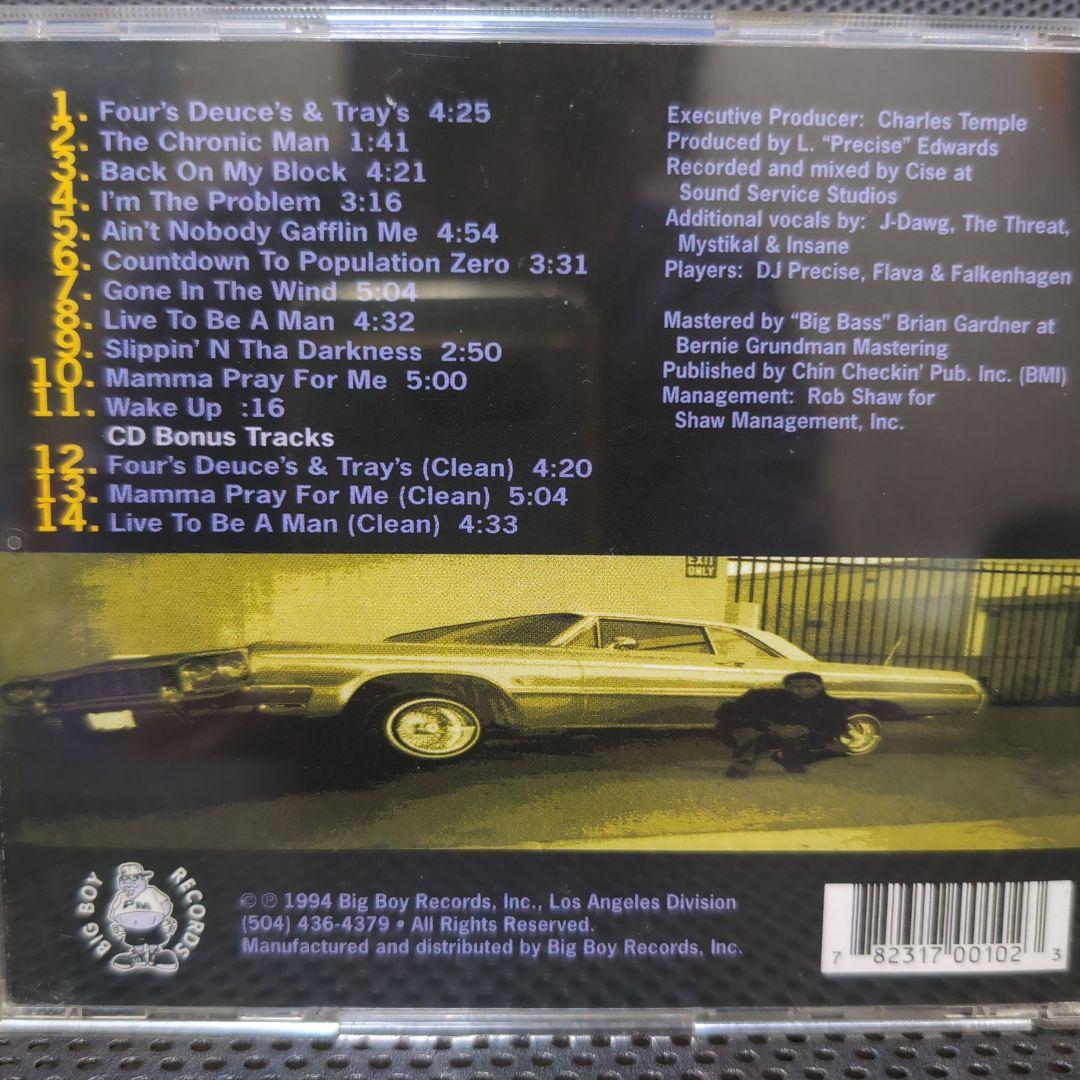 1. Four's Deuce's & Tray's 4:25
2. The Chronic Man 1:41
3. Back On My Block 4:21
4. I'm The Problem 3:16
5. Ain't Nobody Gafflin Me 4:54
6. Countdown To Population Zero 3:31
7. Gone In The Wind 5:04
8. Live To Be A Man 4:32
9. Slippin' N Tha Darkness 2:50
10. Mamma Pray For Me 5:00
11. Wake Up :16
CD Bonus Tracks
12. Four's Deuce's & Tray's (Clean) 4:20
13. Mamma Pray For Me (Clean) 5:04
14. Live To Be A Man (Clean) 4:33
Executive Producer: Charles Temple
Produced by L. "Precise" Edwards
Recorded and mixed by Cise at
Sound Service Studios
Additional vocals by: J-Dawg, The Threat,
Mystikal & Insane
Players: DJ Precise, Flava & Falkenhagen
Mastered by "Big Bass" Brian Gardner at
Bernie Grundman Mastering
Published by Chin Checkin' Pub. Inc. (BMI)
Management: Rob Shaw for
Shaw Management, Inc.
EXIT
ONLY
BIG BOY RECORDS
PM
© ℗ 1994 Big Boy Records, Inc., Los Angeles Division
(504) 436-4379 • All Rights Reserved.
Manufactured and distributed by Big Boy Records, Inc.
7 82317 00102 3